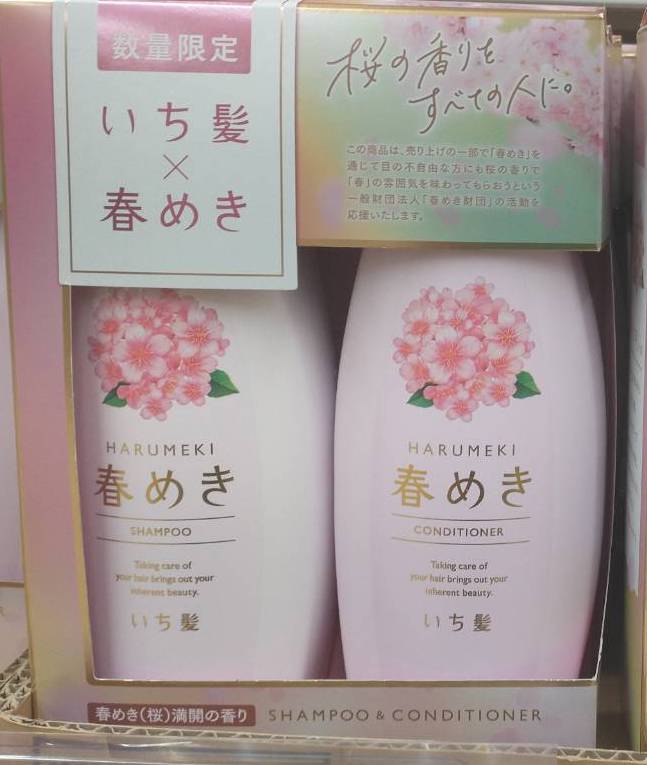 数量限定
いち髪
×
春めき
桜の香りを
すべての人に。
この商品は、売り上げの一部で「春めき」を
通じて目の不自由な方にも桜の香りで
「春」の雰囲気を味わってもらおうという
一般財団法人「春めき財団」の活動を
応援いたします。
HARUMEKI
春めき
SHAMPOO
Taking care of
your hair brings out your
inherent beauty.
いち髪
HARUMEKI
春めき
CONDITIONER
Taking care of
your hair brings out your
inherent beauty.
いち髪
春めき(桜)満開の香り SHAMPOO & CONDITIONER